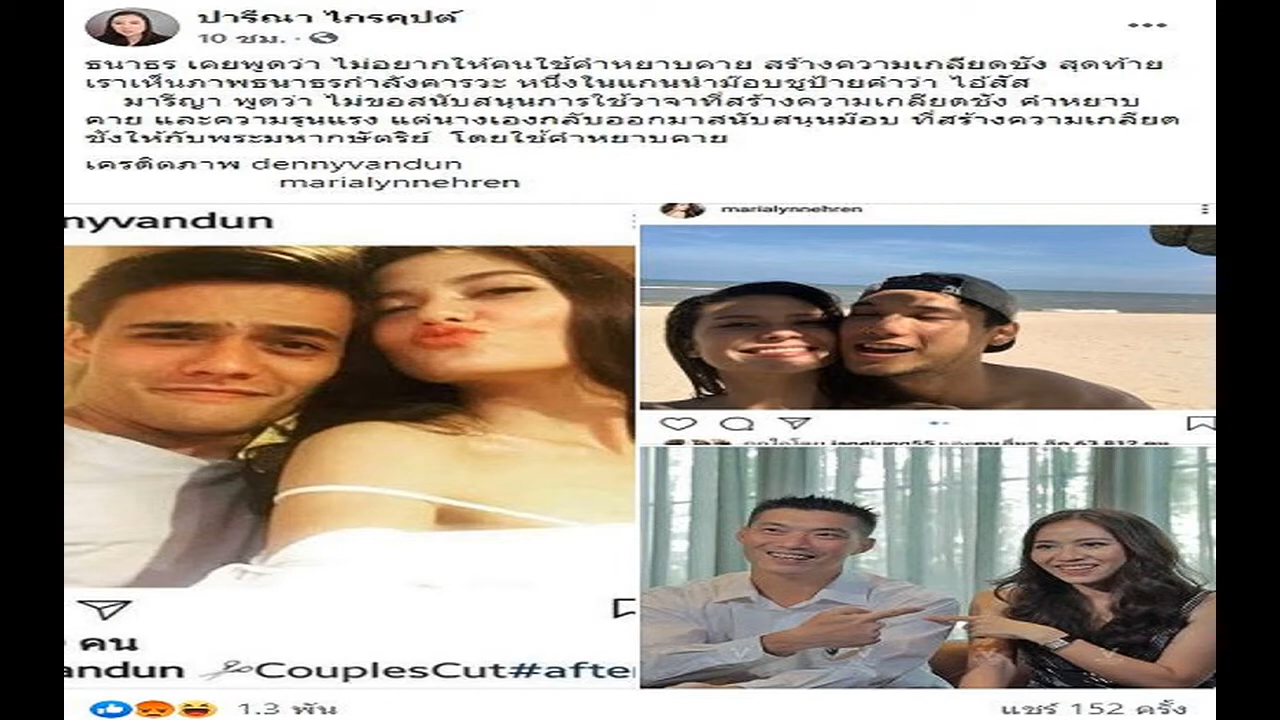 ปารีณา ไกรคุปต์
10 ชม. ·
ธนาธร เคยพูดว่า ไม่อยากให้คนใช้คำหยาบคาย สร้างความเกลียดชัง สุดท้าย
เราเห็นภาพธนาธรกำลังคารวะ หนึ่งในแกนนำม๊อบชูป้ายคำว่า ไอ้สัส
มารีญา พูดว่า ไม่ขอสนับสนุนการใช้วาจาที่สร้างความเกลียดชัง คำหยาบ
คาย และความรุนแรง แต่นางเองกลับออกมาสนับสนุนม๊อบ ที่สร้างความเกลียด
ชังให้กับพระมหากษัตริย์ โดยใช้คำหยาบคาย
เครดิตภาพ dennyvandun
marialynnehren
nyvandun
marialynnehren
คน
andun CouplesCut#afte
1.3 พัน
แชร์ 152 ครั้ง